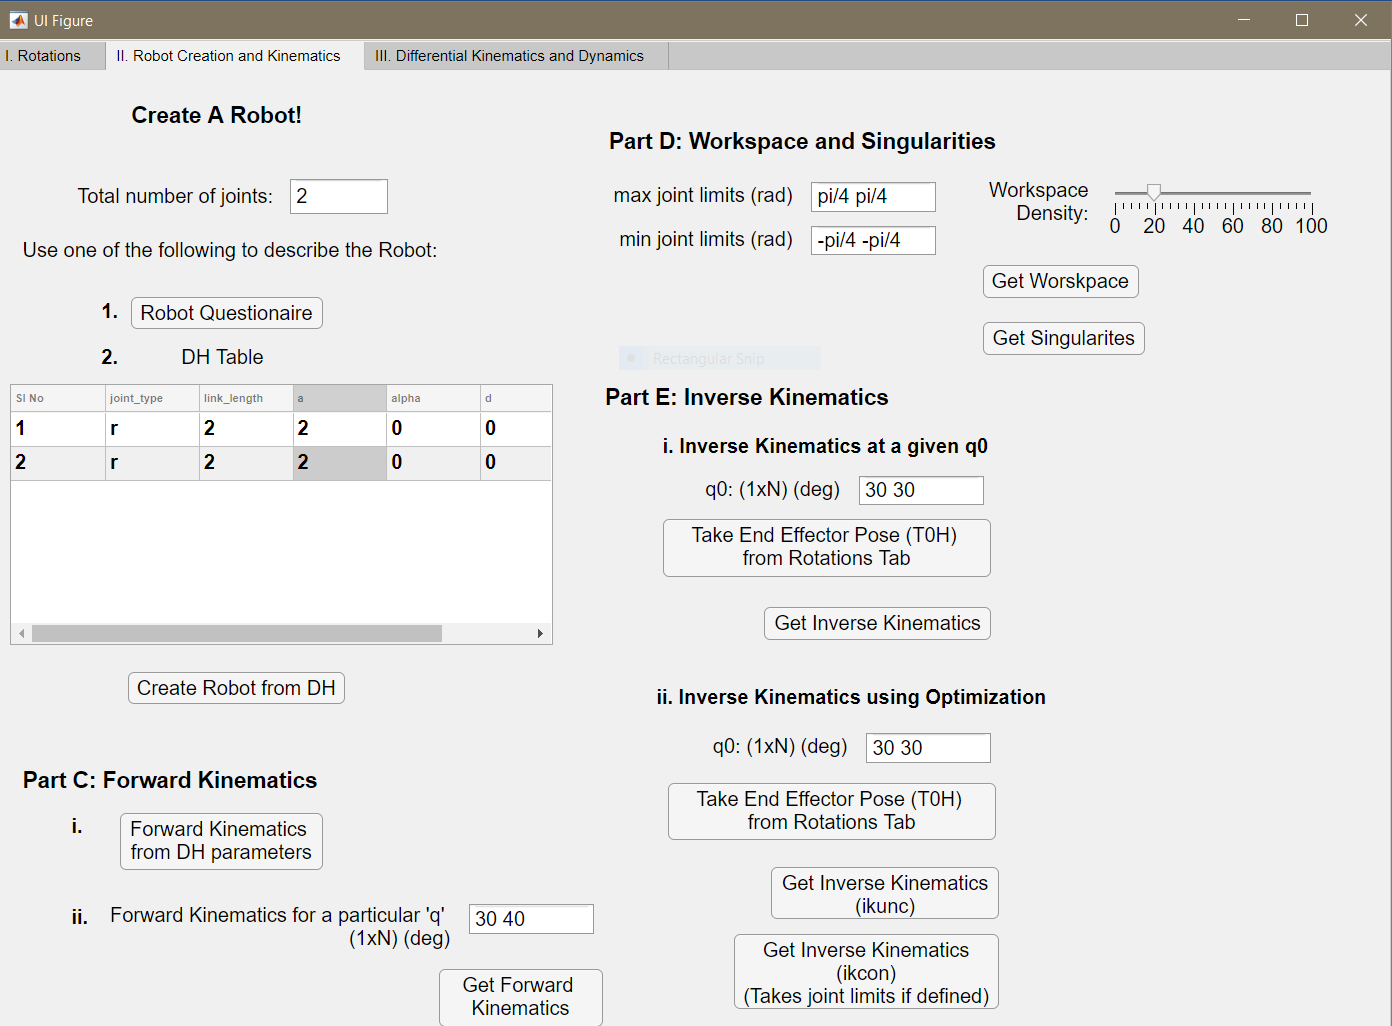 UI Figure
I. Rotations
II. Robot Creation and Kinematics
III. Differential Kinematics and Dynamics
Create A Robot!
Total number of joints:
2
Use one of the following to describe the Robot:
1.
Robot Questionaire
2.
DH Table
SI No
joint_type
link_length
a
alpha
d
1
r
2
2
0
0
2
r
2
2
0
0
Create Robot from DH
Part C: Forward Kinematics
i.
Forward Kinematics
from DH parameters
ii.
Forward Kinematics for a particular 'q'
(1xN) (deg)
30 40
Get Forward
Kinematics
Part D: Workspace and Singularities
max joint limits (rad)
pi/4 pi/4
min joint limits (rad)
-pi/4 -pi/4
Workspace
Density:
0 20 40 60 80 100
Get Worskpace
Get Singularites
Rectangular Snip
Part E: Inverse Kinematics
i. Inverse Kinematics at a given q0
q0: (1xN) (deg)
30 30
Take End Effector Pose (T0H)
from Rotations Tab
Get Inverse Kinematics
ii. Inverse Kinematics using Optimization
q0: (1xN) (deg)
30 30
Take End Effector Pose (T0H)
from Rotations Tab
Get Inverse Kinematics
(ikunc)
Get Inverse Kinematics
(ikcon)
(Takes joint limits if defined)